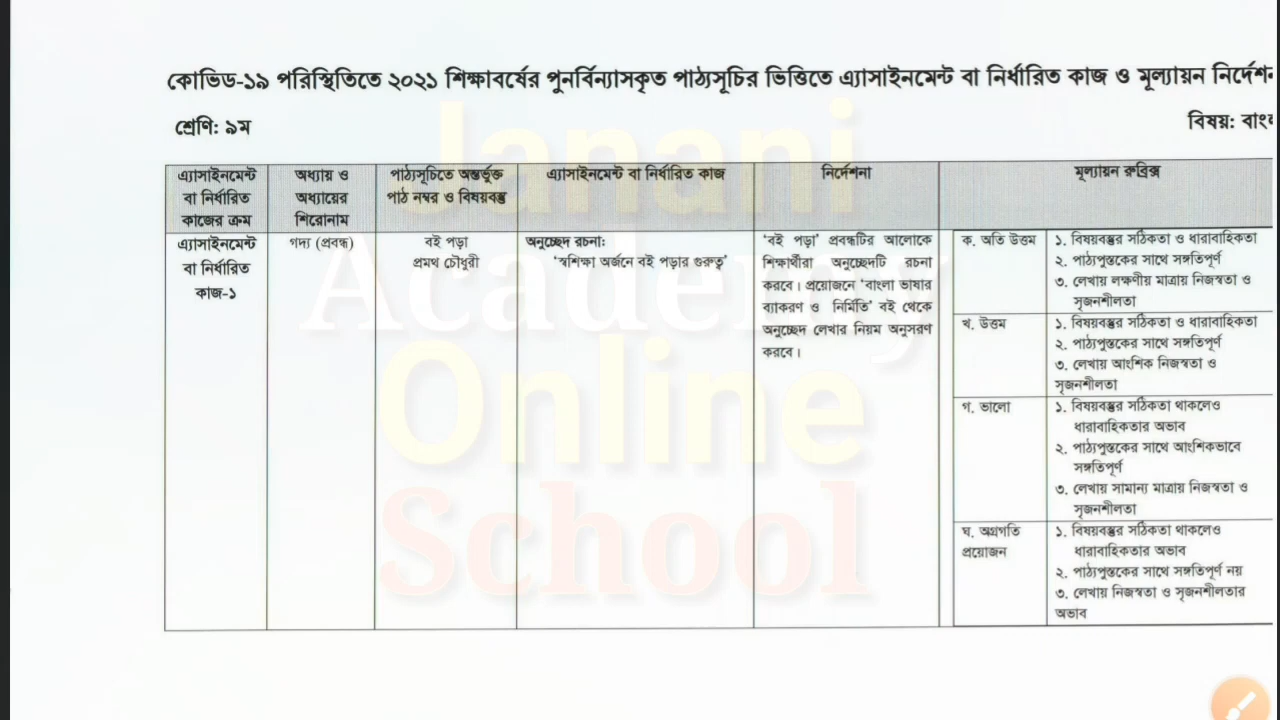 কোভিড-১৯ পরিস্থিতিতে ২০২১ শিক্ষাবর্ষের পুনর্বিন্যাসকৃত পাঠ্যসূচির ভিত্তিতে এ্যাসাইনমেন্ট বা নির্ধারিত কাজ ও মূল্যায়ন নির্দেশন
শ্রেণি: ৯ম
বিষয়: বাংল
এ্যাসাইনমেন্ট
বা নির্ধারিত
কাজের ক্রম
অধ্যায় ও
অধ্যায়ের
শিরোনাম
পাঠ্যসূচিতে অন্তর্ভুক্ত
পাঠ নম্বর ও বিষয়বস্তু
এ্যাসাইনমেন্ট বা নির্ধারিত কাজ
নির্দেশনা
মূল্যায়ন রুব্রিক্স
এ্যাসাইনমেন্ট
বা নির্ধারিত
কাজ-১
গদ্য (প্রবন্ধ)
বই পড়া
প্রমথ চৌধুরী
অনুচ্ছেদ রচনা:
'স্বশিক্ষা অর্জনে বই পড়ার গুরুত্ব'
'বই পড়া' প্রবন্ধটির আলোকে
শিক্ষার্থীরা অনুচ্ছেদটি রচনা
করবে। প্রয়োজনে 'বাংলা ভাষার
ব্যাকরণ ও নির্মিতি' বই থেকে
অনুচ্ছেদ লেখার নিয়ম অনুসরণ
করবে।
ক. অতি উত্তম
১. বিষয়বস্তুর সঠিকতা ও ধারাবাহিকতা
২. পাঠ্যপুস্তকের সাথে সঙ্গতিপূর্ণ
৩. লেখায় লক্ষণীয় মাত্রায় নিজস্বতা ও
সৃজনশীলতা
খ. উত্তম
১. বিষয়বস্তুর সঠিকতা ও ধারাবাহিকতা
২. পাঠ্যপুস্তকের সাথে সঙ্গতিপূর্ণ
৩. লেখায় আংশিক নিজস্বতা ও
সৃজনশীলতা
গ. ভালো
১. বিষয়বস্তুর সঠিকতা থাকলেও
ধারাবাহিকতার অভাব
২. পাঠ্যপুস্তকের সাথে আংশিকভাবে
সঙ্গতিপূর্ণ
৩. লেখায় সামান্য মাত্রায় নিজস্বতা ও
সৃজনশীলতা
ঘ. অগ্রগতি
প্রয়োজন
১. বিষয়বস্তুর সঠিকতা থাকলেও
ধারাবাহিকতার অভাব
২. পাঠ্যপুস্তকের সাথে সঙ্গতিপূর্ণ নয়
৩. লেখায় নিজস্বতা ও সৃজনশীলতার
অভাব
Janani
Academy
Online
School